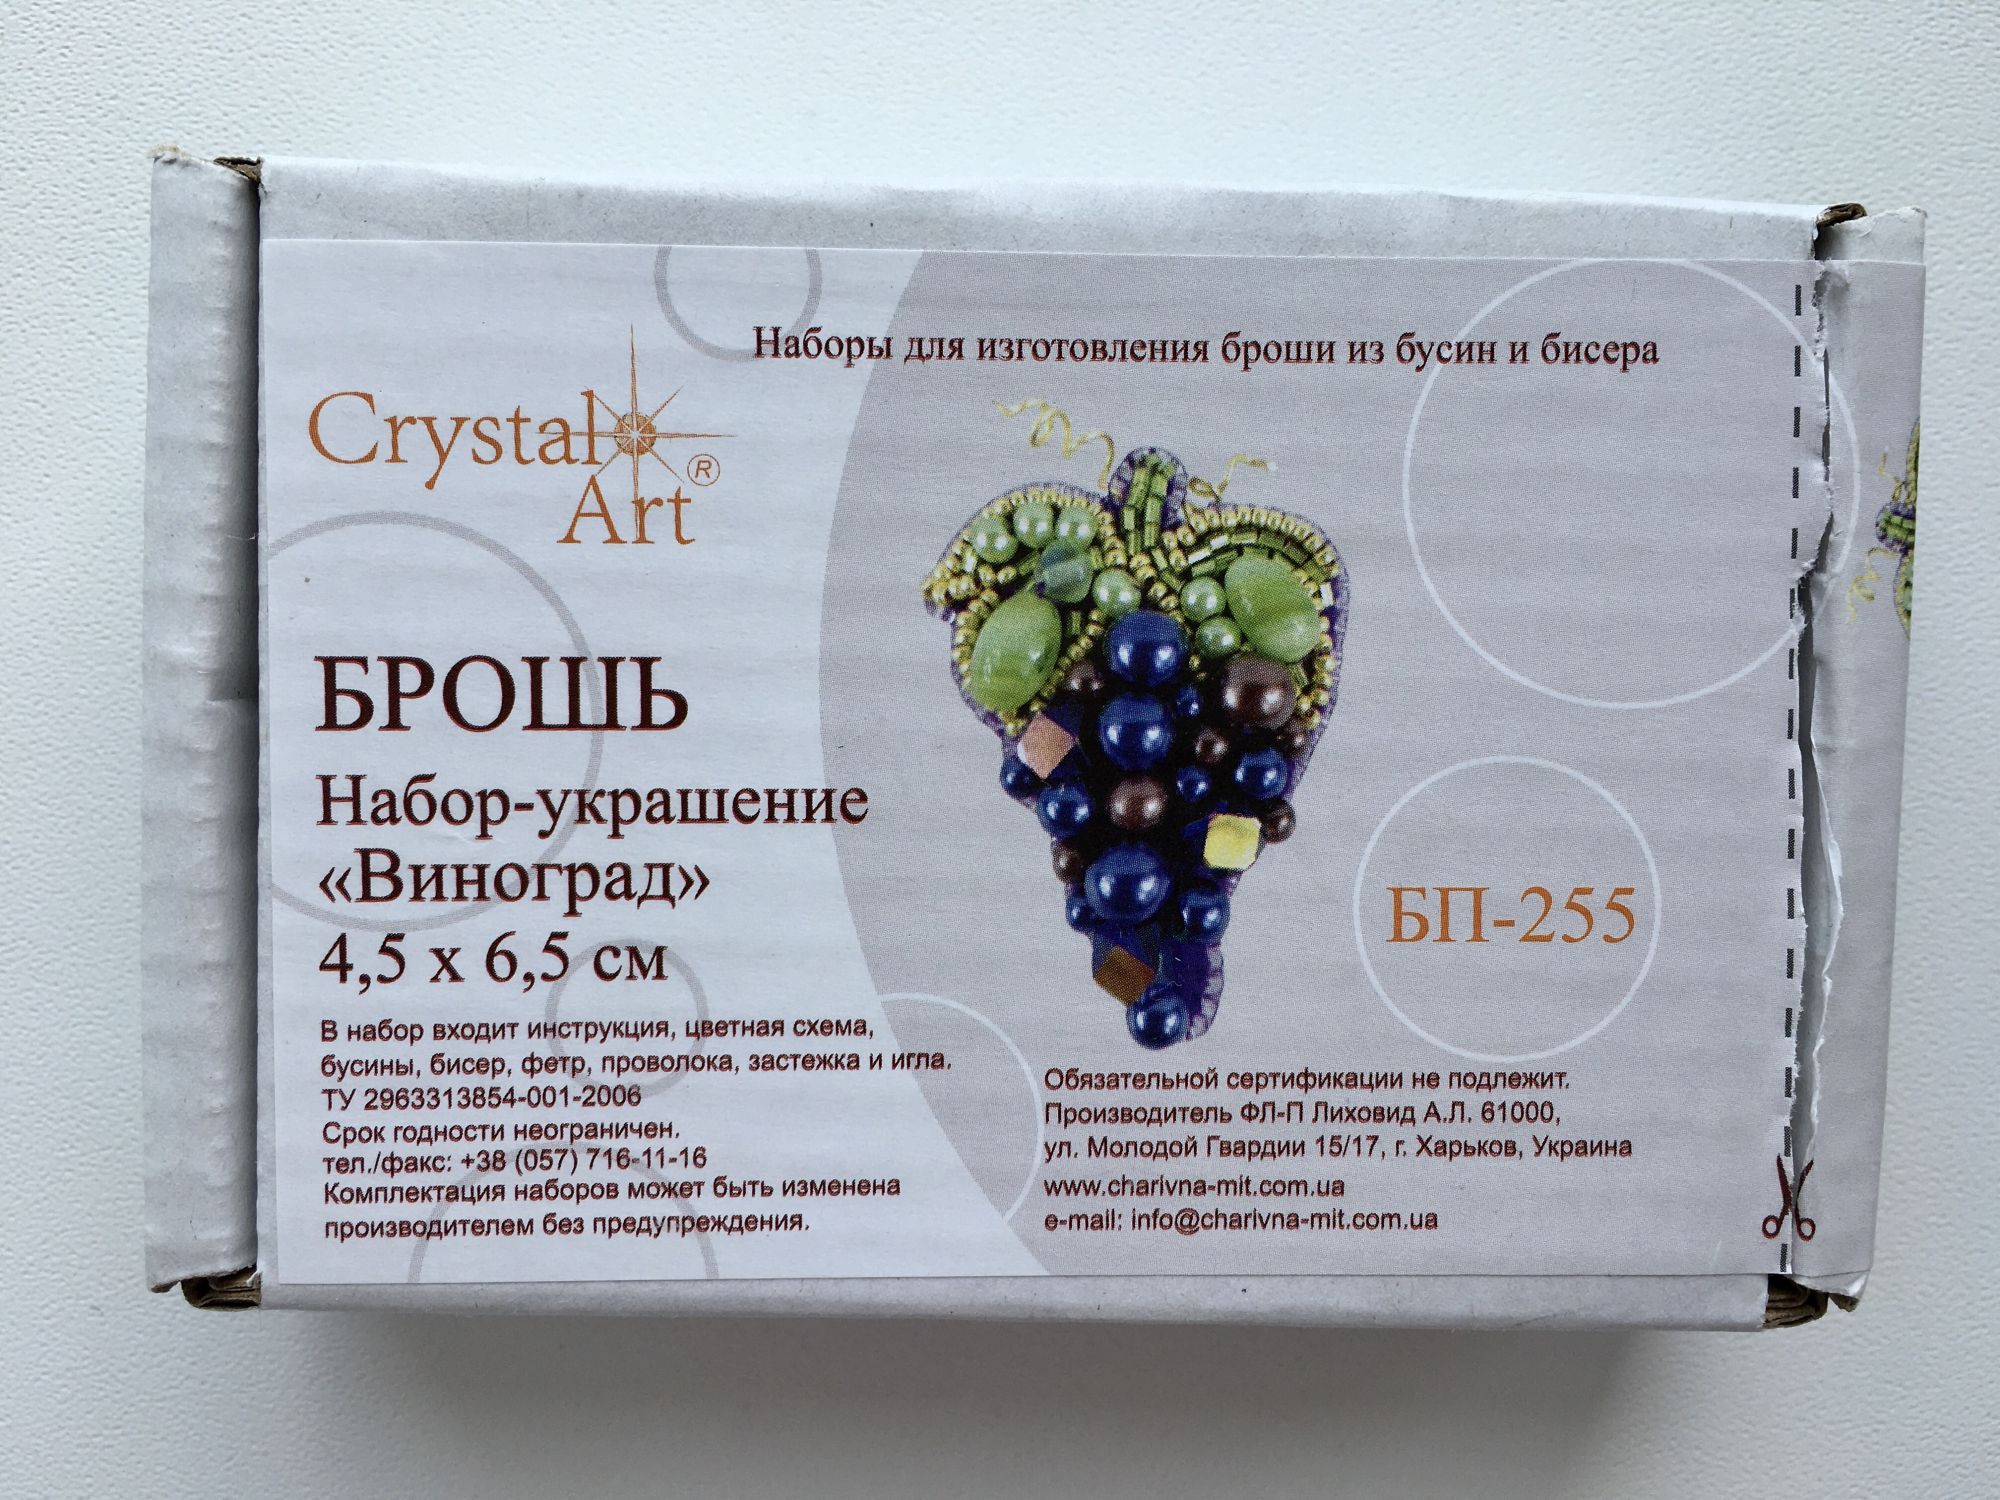 Наборы для изготовления броши из бусин и бисера
Crystal
Art®
БРОШЬ
Набор-украшение
«Виноград»
4,5 х 6,5 см
БП-255
В набор входит инструкция, цветная схема,
бусины, бисер, фетр, проволока, застежка и игла.
ТУ 2963313854-001-2006
Срок годности неограничен.
тел./факс: +38 (057) 716-11-16
Комплектация наборов может быть изменена
производителем без предупреждения.
Обязательной сертификации не подлежит.
Производитель ФЛ-П Лиховид А.Л. 61000,
ул. Молодой Гвардии 15/17, г. Харьков, Украина
www.charivna-mit.com.ua
e-mail: info@charivna-mit.com.ua